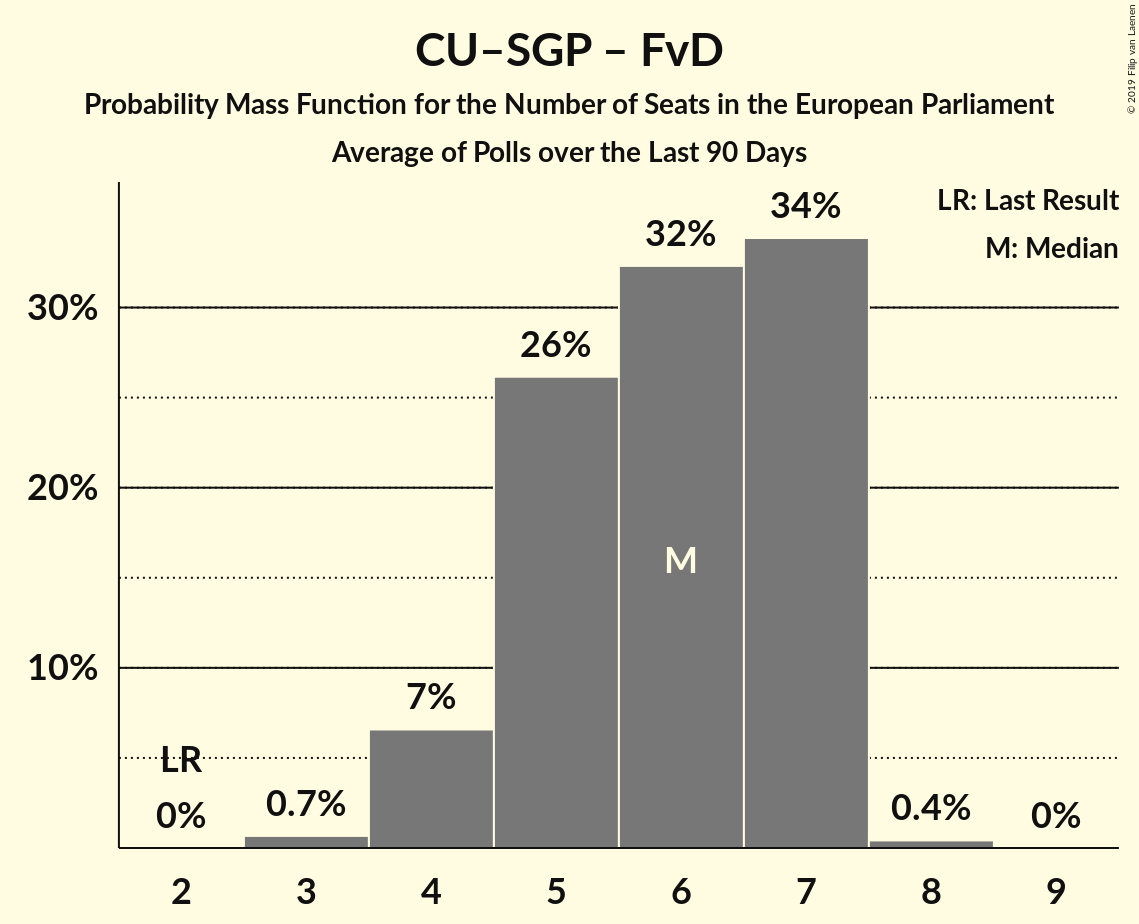 CU–SGP – FvD
Probability Mass Function for the Number of Seats in the European Parliament
Average of Polls over the Last 90 Days
© 2019 Filip van Laenen
LR: Last Result
M: Median
34%
32%
30%
26%
20%
M
10%
7%
LR
0%
0.7%
0.4%
0%
2 3 4 5 6 7 8 9